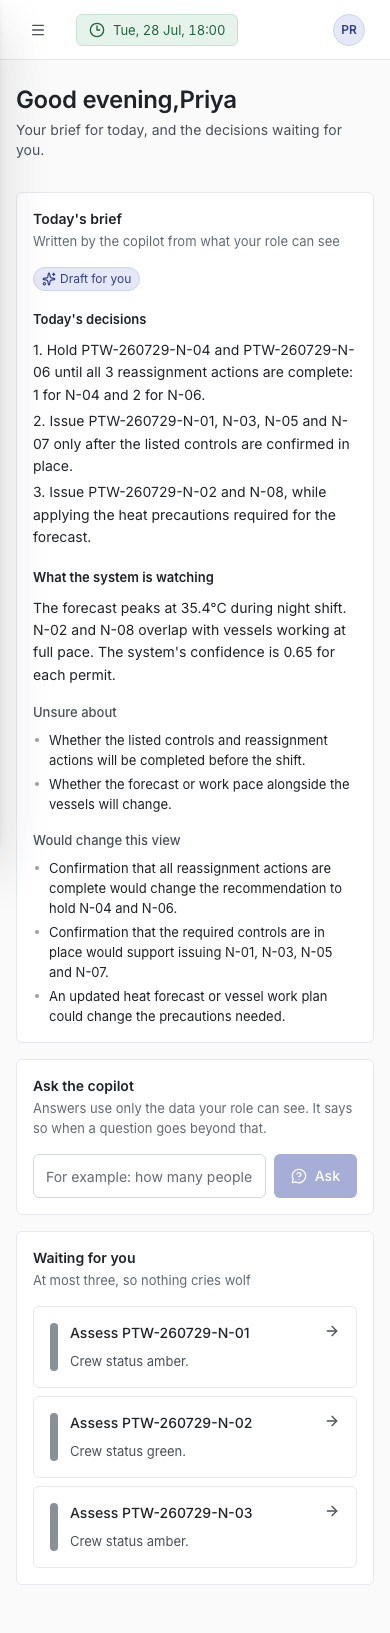 Tue, 28 Jul, 18:00
PR
Good evening,Priya
Your brief for today, and the decisions waiting for
you.
Today's brief
Written by the copilot from what your role can see
Draft for you
Today's decisions
1. Hold PTW-260729-N-04 and PTW-260729-N-
06 until all 3 reassignment actions are complete:
1 for N-04 and 2 for N-06.
2. Issue PTW-260729-N-01, N-03, N-05 and N-
07 only after the listed controls are confirmed in
place.
3. Issue PTW-260729-N-02 and N-08, while
applying the heat precautions required for the
forecast.
What the system is watching
The forecast peaks at 35.4°C during night shift.
N-02 and N-08 overlap with vessels working at
full pace. The system's confidence is 0.65 for
each permit.
Unsure about
• Whether the listed controls and reassignment
actions will be completed before the shift.
• Whether the forecast or work pace alongside the
vessels will change.
Would change this view
• Confirmation that all reassignment actions are
complete would change the recommendation to
hold N-04 and N-06.
• Confirmation that the required controls are in
place would support issuing N-01, N-03, N-05
and N-07.
• An updated heat forecast or vessel work plan
could change the precautions needed.
Ask the copilot
Answers use only the data your role can see. It says
so when a question goes beyond that.
For example: how many people
Ask
Waiting for you
At most three, so nothing cries wolf
Assess PTW-260729-N-01
Crew status amber.
Assess PTW-260729-N-02
Crew status green.
Assess PTW-260729-N-03
Crew status amber.